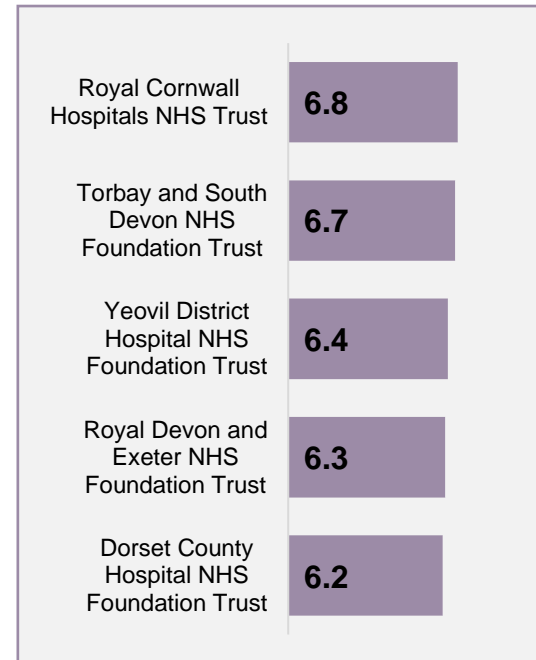 Royal Cornwall
Hospitals NHS Trust
6.8
Torbay and South
Devon NHS
Foundation Trust
6.7
Yeovil District
Hospital NHS
Foundation Trust
6.4
Royal Devon and
Exeter NHS
Foundation Trust
6.3
Dorset County
Hospital NHS
Foundation Trust
6.2